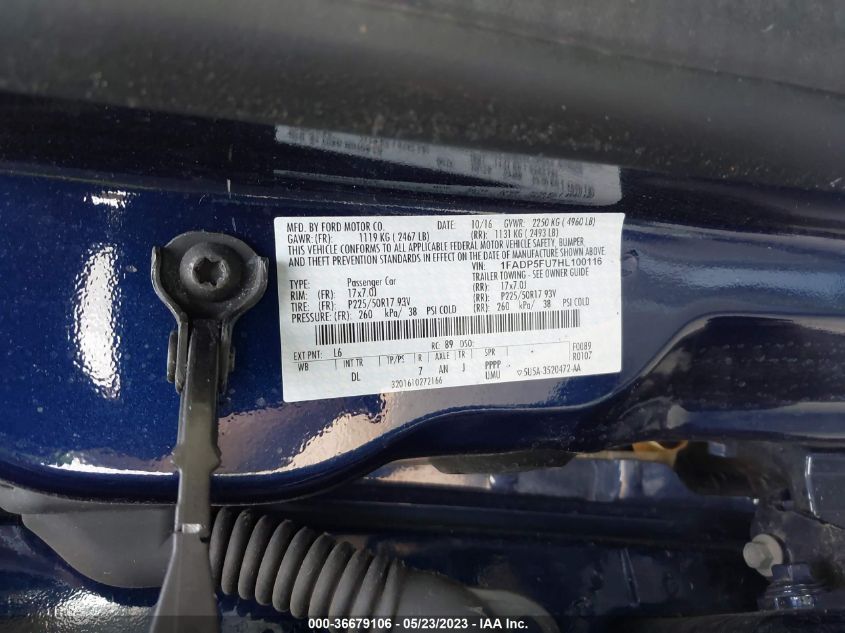 MFD. BY FORD MOTOR CO. DATE: 10/16 GVWR: 2250 KG ( 4960 LB)
GAWR: (FR): 1119 KG ( 2467 LB) (RR): 1131 KG ( 2493 LB)
THIS VEHICLE CONFORMS TO ALL APPLICABLE FEDERAL MOTOR VEHICLE SAFETY, BUMPER,
AND THEFT PREVENTION STANDARDS IN EFFECT ON THE DATE OF MANUFACTURE SHOWN ABOVE.
VIN: 1FADP5FU7HL100116
TYPE: Passenger Car TRAILER TOWING - SEE OWNER GUIDE
RIM: (FR): 17x7.0J (RR): 17x7.0J
TIRE: (FR): P225/50R17 93V (RR): P225/50R17 93V
PRESSURE: (FR): 260 kPa/ 38 PSI COLD (RR): 260 kPa/ 38 PSI COLD
EXT PNT: L6 RC: 89 DSO: F0089
WB INT TR TP/PS R AXLE TR SPR R0107
DL 7 AN J PPPP
3201610272166 UMU 5U5A-3520472-AA
000-36679106 - 05/23/2023 - IAA Inc.